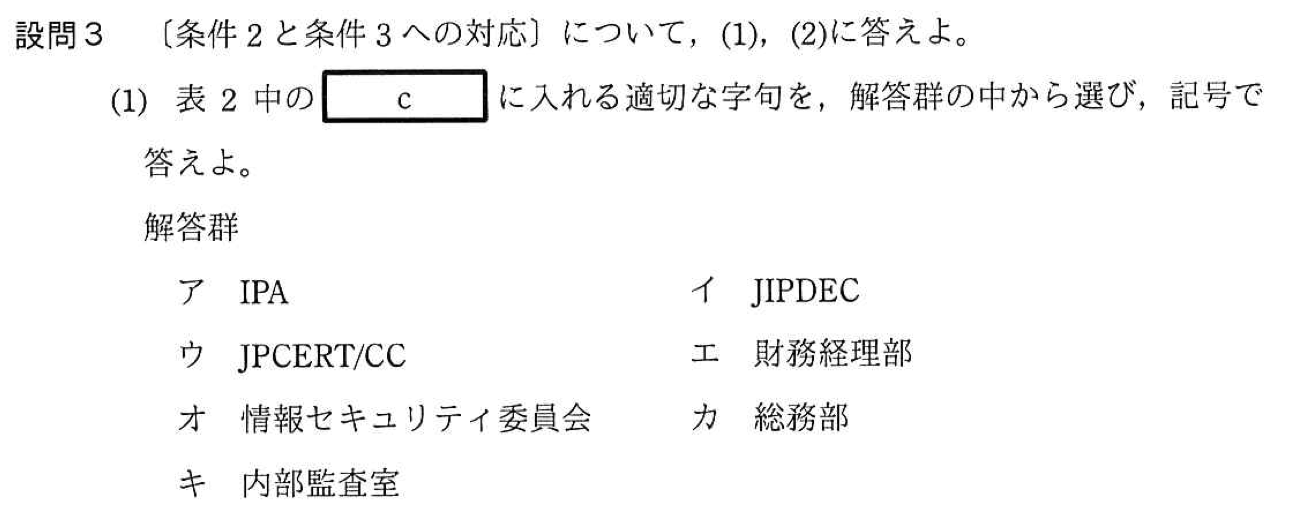 設問3　〔条件2と条件3への対応〕について，(1)，(2)に答えよ。
(1)　表2中の　c　に入れる適切な字句を，解答群の中から選び，記号で
答えよ。
解答群
ア　IPA　イ　JIPDEC
ウ　JPCERT/CC　エ　財務経理部
オ　情報セキュリティ委員会　カ　総務部
キ　内部監査室